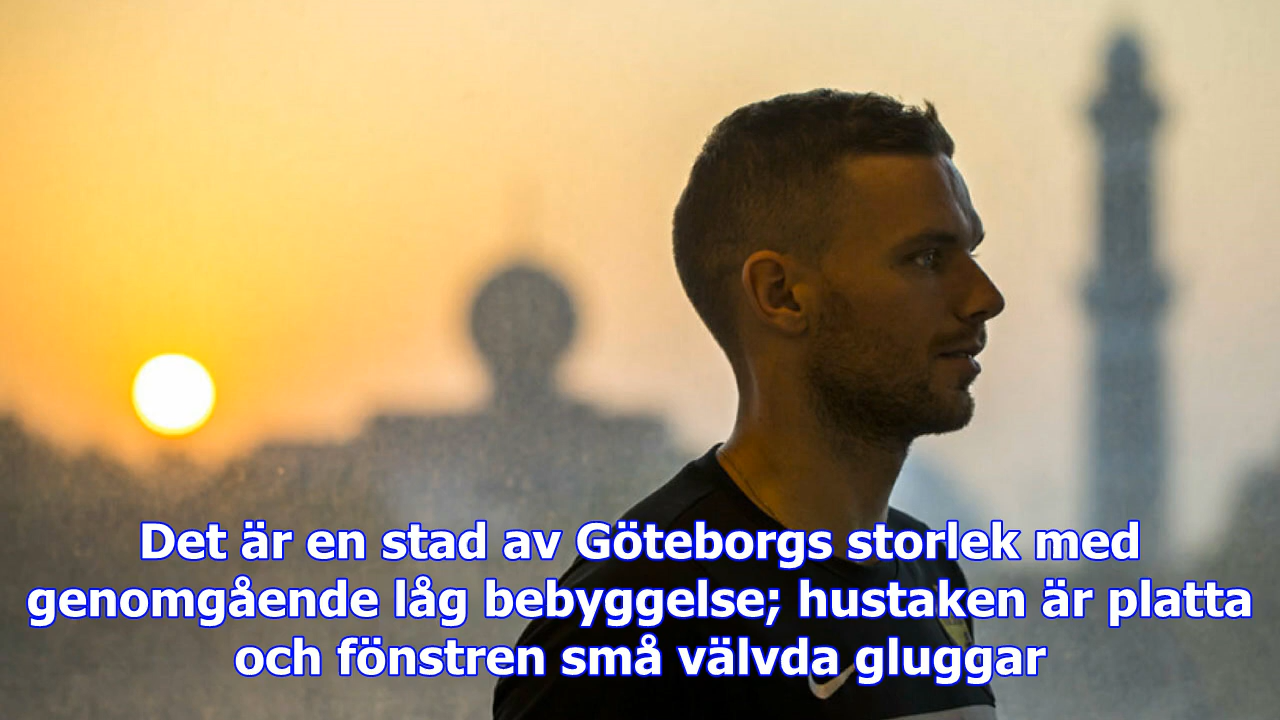 Det är en stad av Göteborgs storlek med
genomgående låg bebyggelse; hustaken är platta
och fönstren små välvda gluggar